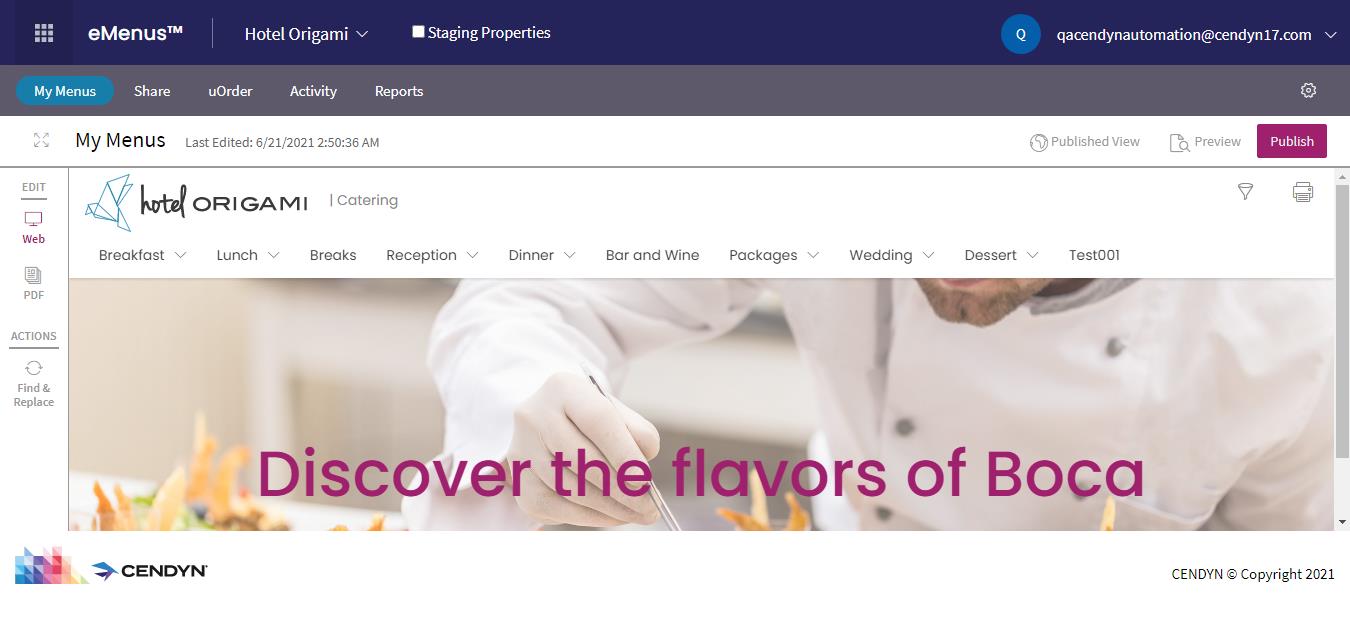 eMenus™ Hotel Origami Staging Properties Q qacendynautomation@cendyn17.com
My Menus Share uOrder Activity Reports
My Menus Last Edited: 6/21/2021 2:50:36 AM Published View Preview Publish
EDIT
Web
PDF
ACTIONS
Find &
Replace
hotel ORIGAMI | Catering
Breakfast Lunch Breaks Reception Dinner Bar and Wine Packages Wedding Dessert Test001
Discover the flavors of Boca
CENDYN CENDYN © Copyright 2021